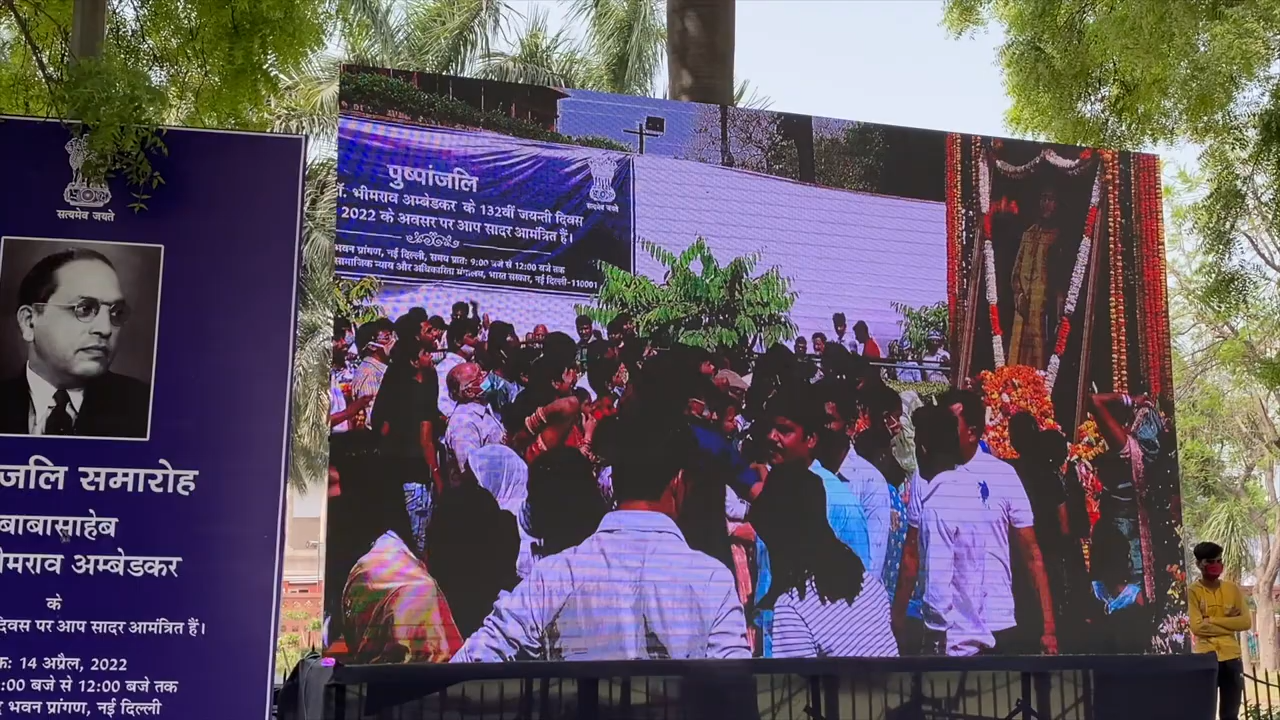 सत्यमेव जयते
जलि समारोह
बाबासाहेब
मराव अम्बेडकर
के
दिवस पर आप सादर आमंत्रित हैं।
14 अप्रैल, 2022
:00 बजे से 12:00 बजे तक
भवन प्रांगण, नई दिल्ली
पुष्पांजलि
डॉ. भीमराव अम्बेडकर के 132वीं जयन्ती दिवस
2022 के अवसर पर आप सादर आमंत्रित हैं।
भवन प्रांगण, नई दिल्ली, समय प्रात: 9:00 बजे से 12:00 बजे तक
सामाजिक न्याय और अधिकारिता मंत्रालय, भारत सरकार, नई दिल्ली-110001
सत्यमेव जयते